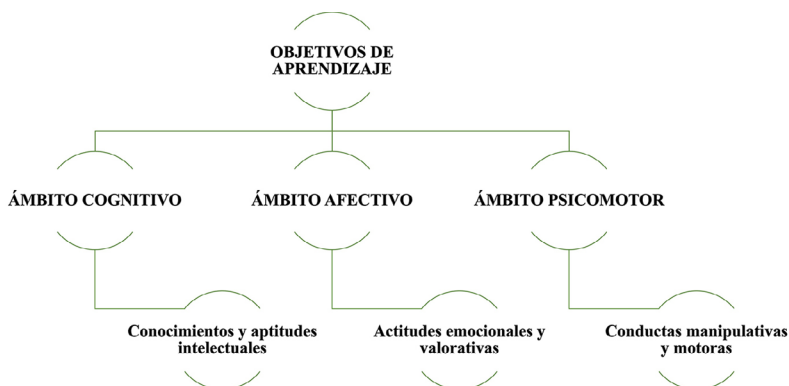 OBJETIVOS DE
APRENDIZAJE
ÁMBITO COGNITIVO
ÁMBITO AFECTIVO
ÁMBITO PSICOMOTOR
Conocimientos y aptitudes
intelectuales
Actitudes emocionales y
valorativas
Conductas manipulativas
y motoras